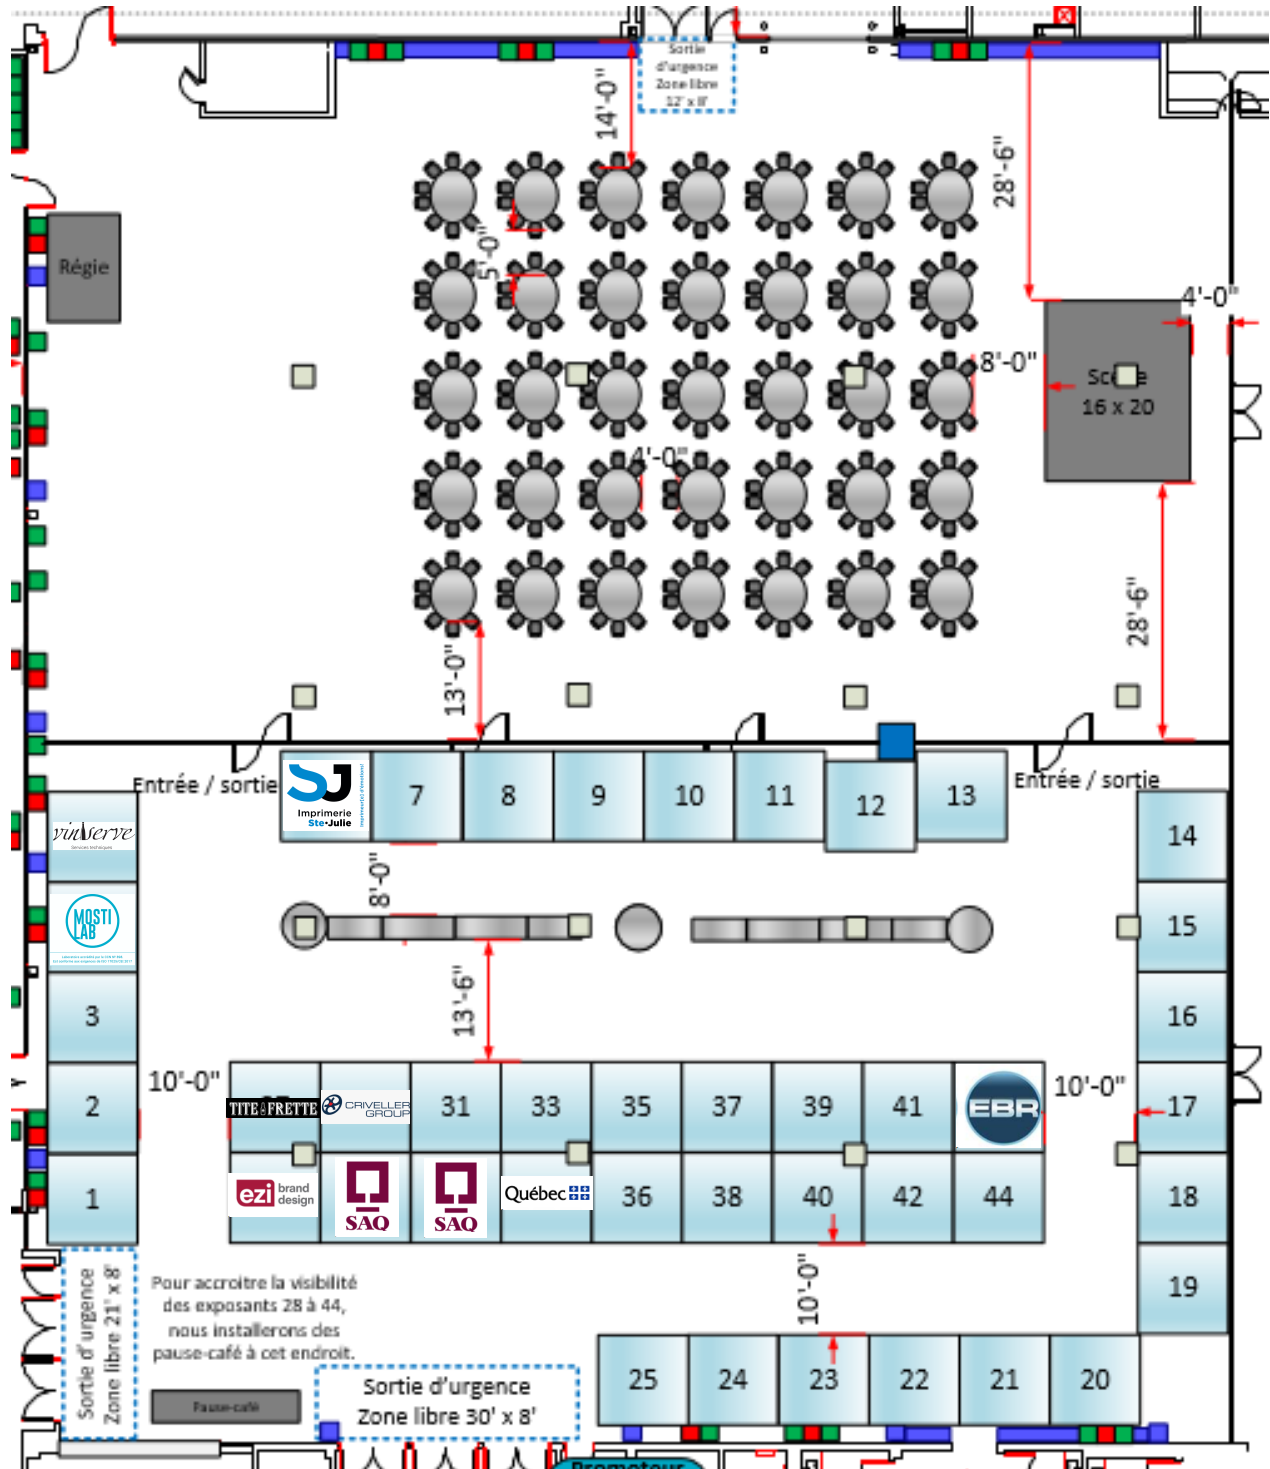 Sortie
d'urgence
Zone libre
12' x 8'
14'-0"
28'-6"
5'-0"
Régie
4'-0"
8'-0"
Scène
16 x 20
4'-0"
13'-0"
28'-6"
Entrée / sortie
SJ
Imprimerie
Ste•Julie
7
8
9
10
11
12
13
Entrée / sortie
vinserve
Services techniques
14
8'-0"
MOSTI
LAB
15
13'-6"
3
16
10'-0"
TITE FRETTE
CRIVELLER
GROUP
31
33
35
37
39
41
EBR
10'-0"
2
17
1
ezi brand
design
SAQ
SAQ
Québec
36
38
40
42
44
18
19
10'-0"
Sortie d'urgence
Zone libre 21' x 8'
Pour accroitre la visibilité
des exposants 28 à 44,
nous installerons des
pause-café à cet endroit.
Pause-café
Sortie d'urgence
Zone libre 30' x 8'
25
24
23
22
21
20
Promoteur